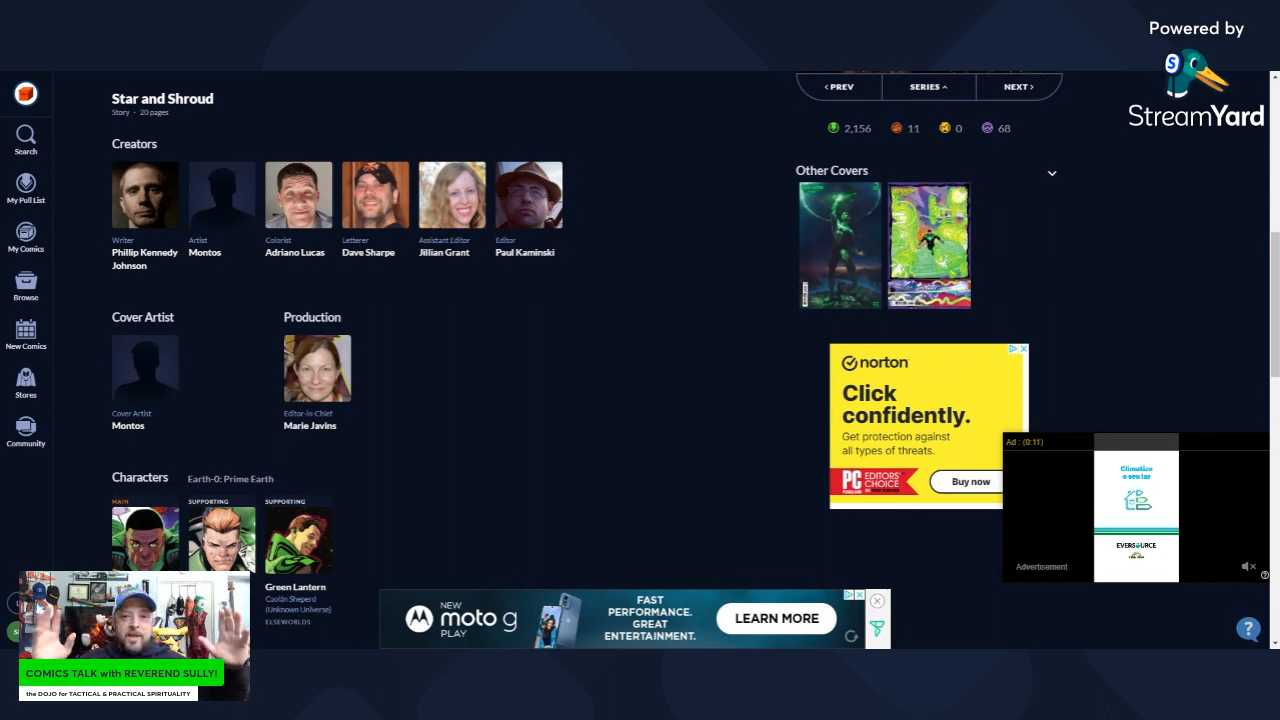 Powered by
StreamYard
Search
My Pull List
My Comics
Browse
New Comics
Stores
Community
Star and Shroud
Story · 20 pages
Creators
Writer
Phillip Kennedy
Johnson
Artist
Montos
Colorist
Adriano Lucas
Letterer
Dave Sharpe
Assistant Editor
Jillian Grant
Editor
Paul Kaminski
Cover Artist
Cover Artist
Montos
Production
Editor-in-Chief
Marie Javins
Characters
Earth-0: Prime Earth
MAIN
SUPPORTING
SUPPORTING
Green Lantern
(Unknown Universe)
ELSEWORLDS
< PREV
SERIES
NEXT >
2,156
11
0
68
Other Covers
norton
Click
confidently.
Get protection against
all types of threats.
PC
EDITORS'
CHOICE
Buy now
Ad : (0:11)
Climatize
o seu lar
EVERSOURCE
Advertisement
NEW
moto g
PLAY
FAST
PERFORMANCE.
GREAT
ENTERTAINMENT.
LEARN MORE
COMICS TALK with REVEREND SULLY!
the DOJO for TACTICAL & PRACTICAL SPIRITUALITY